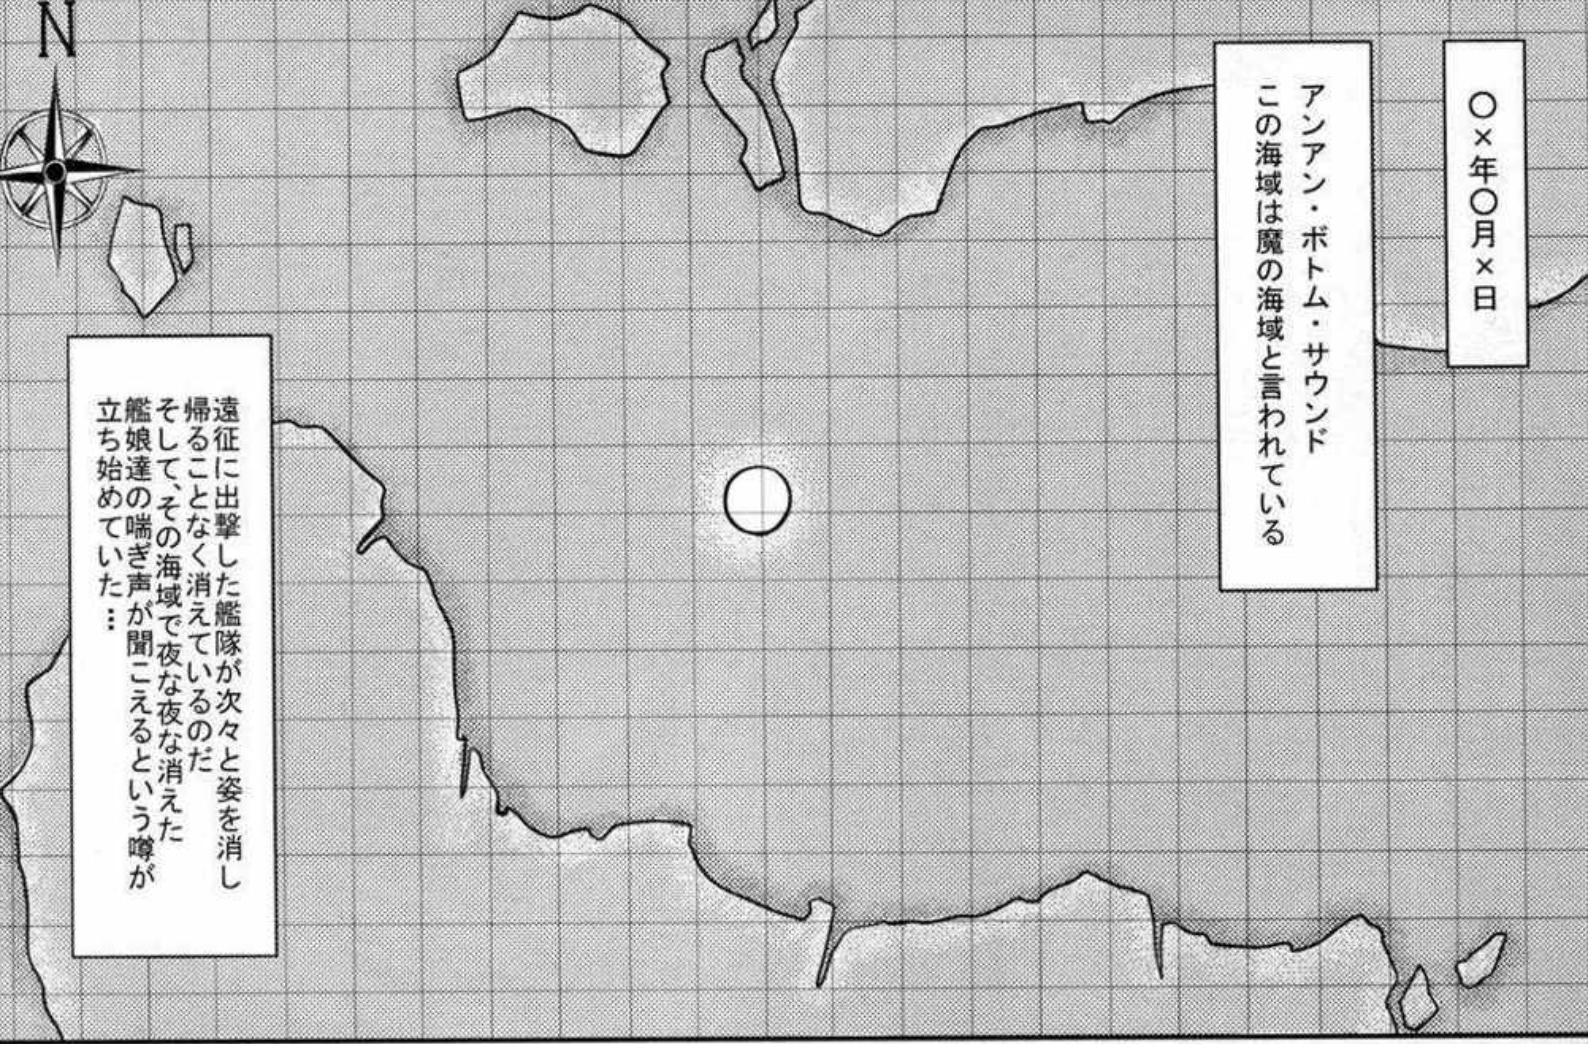 〇×年〇月×日
アンアン・ボトム・サウンド
この海域は魔の海域と言われている
遠征に出撃した艦隊が次々と姿を消し
帰ることなく消えているのだ
そして、その海域で夜な夜な消えた
艦娘達の喘ぎ声が聞こえるという噂が
立ち始めていた…
N